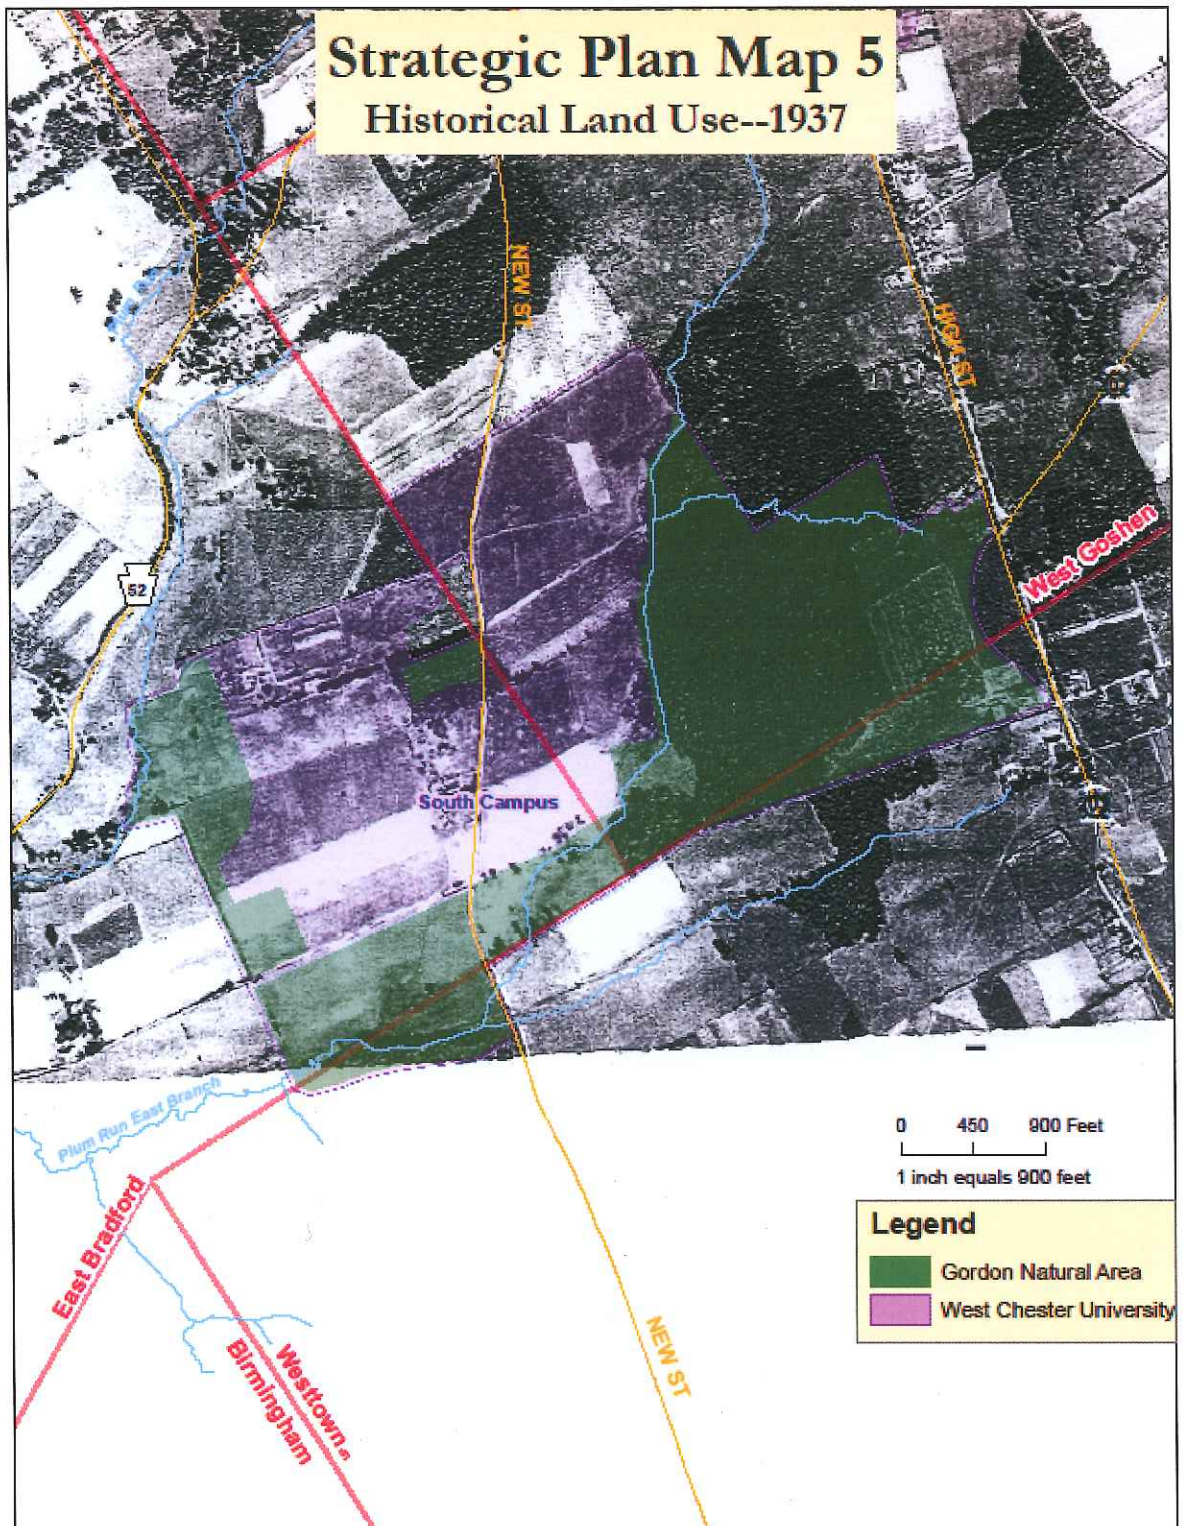 Strategic Plan Map 5
Historical Land Use--1937
NEW ST
HIGH ST
West Goshen
52
South Campus
Plum Run East Branch
0 450 900 Feet
1 inch equals 900 feet
Legend
Gordon Natural Area
West Chester University
East Bradford
Westtown
Birmingham
NEW ST